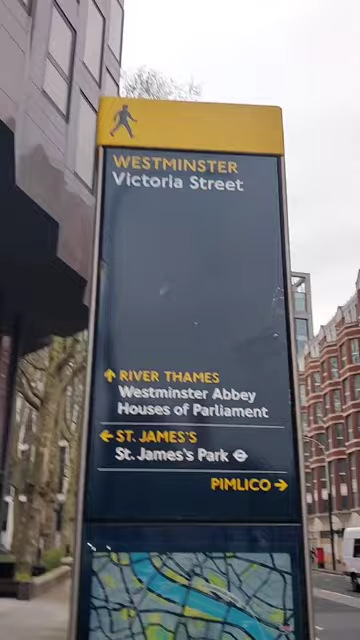 WESTMINSTER
Victoria Street
↑ RIVER THAMES
Westminster Abbey
Houses of Parliament
← ST. JAMES'S
St. James's Park
PIMLICO →